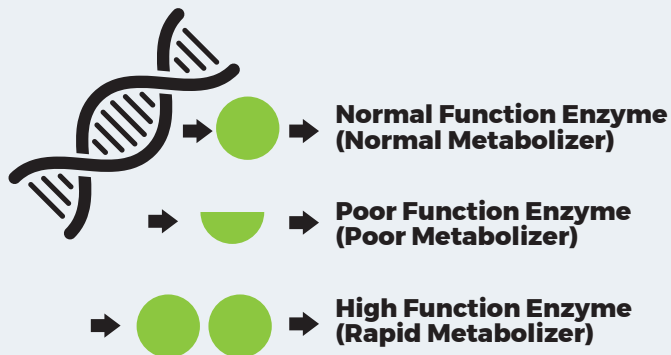 Normal Function Enzyme
(Normal Metabolizer)
Poor Function Enzyme
(Poor Metabolizer)
High Function Enzyme
(Rapid Metabolizer)